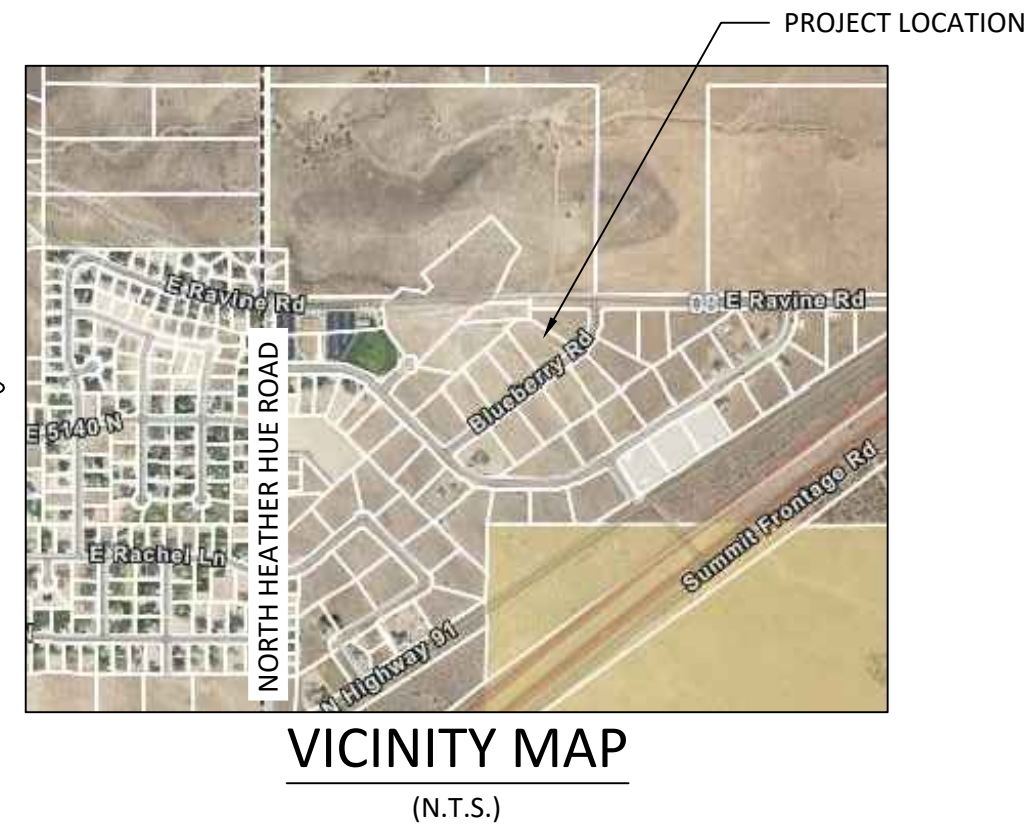 PROJECT LOCATION
E Ravine Rd
08 E Ravine Rd
Blueberry Rd
NORTH HEATHER HUE ROAD
E 5140 N
Summit Frontage Rd
E Rachel Ln
N Highway 91
VICINITY MAP
(N.T.S.)